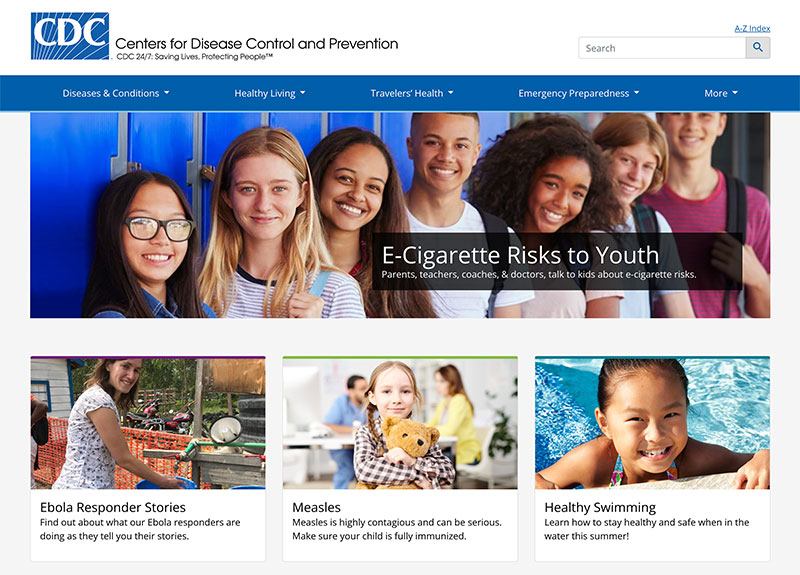 CDC
Centers for Disease Control and Prevention
CDC 24/7: Saving Lives, Protecting People™
A-Z Index
Search
Diseases & Conditions
Healthy Living
Travelers’ Health
Emergency Preparedness
More
E-Cigarette Risks to Youth
Parents, teachers, coaches, & doctors, talk to kids about e-cigarette risks.
Ebola Responder Stories
Find out about what our Ebola responders are
doing as they tell you their stories.
Measles
Measles is highly contagious and can be serious.
Make sure your child is fully immunized.
Healthy Swimming
Learn how to stay healthy and safe when in the
water this summer!